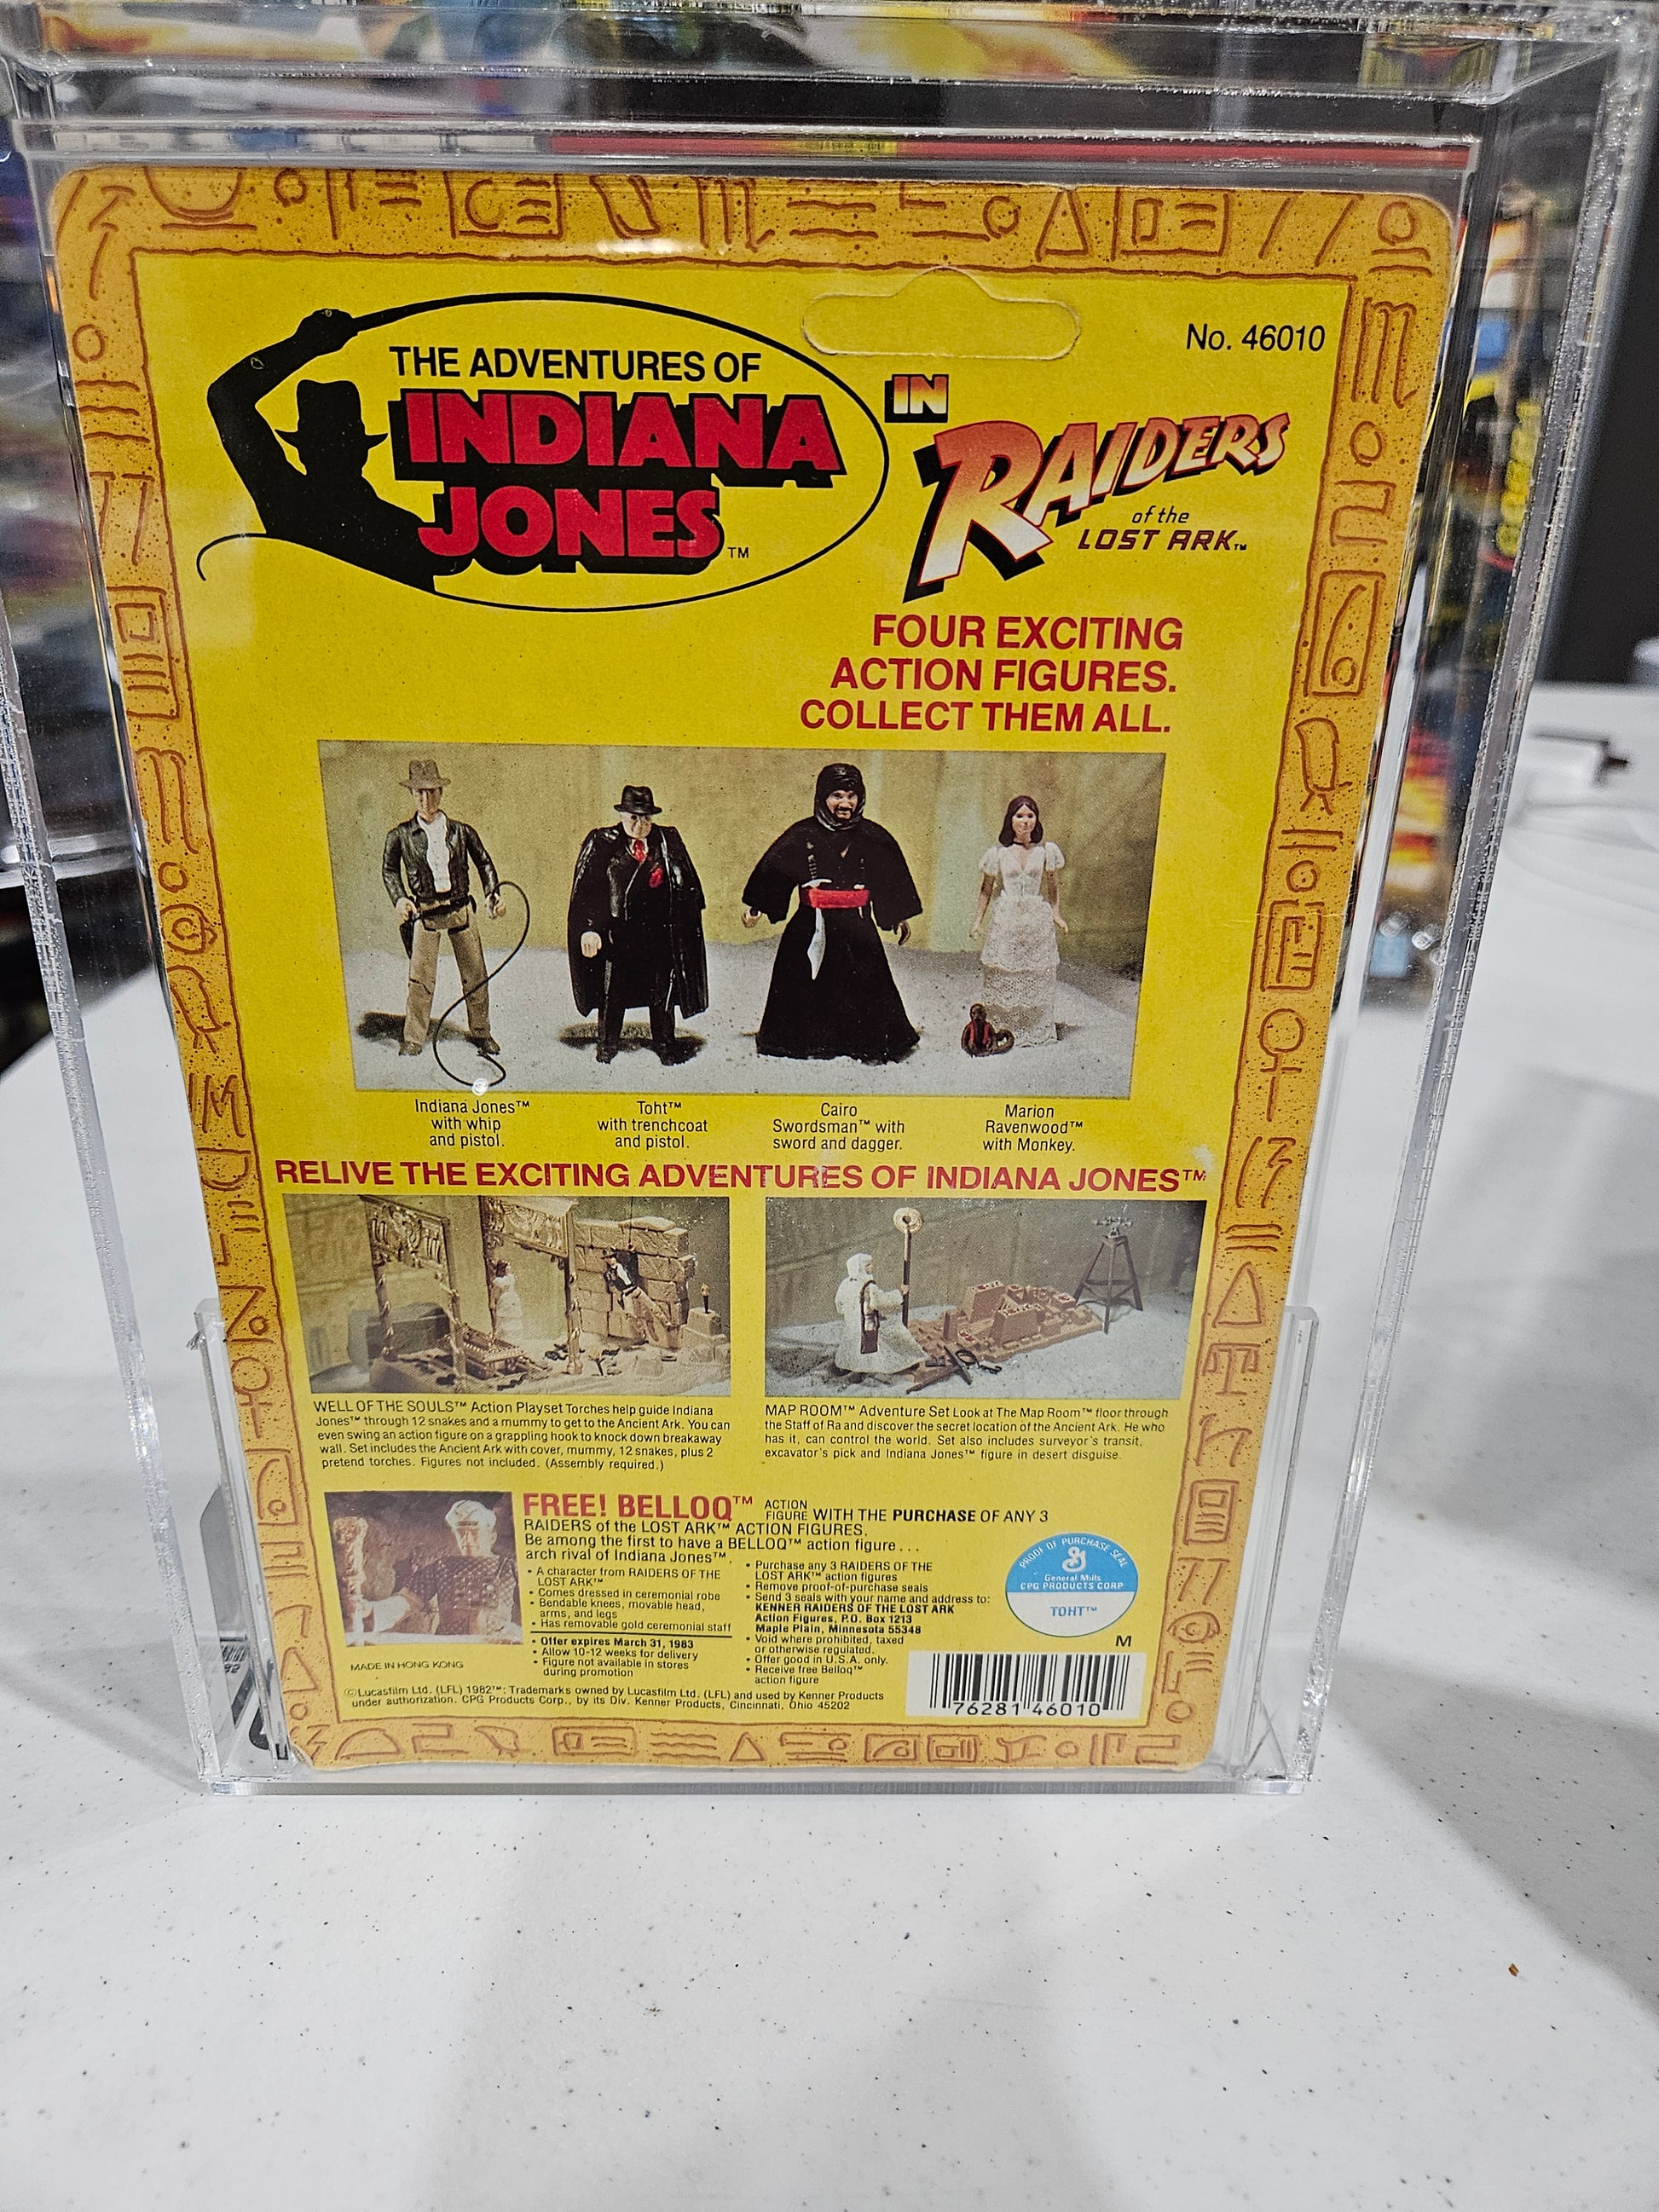 No. 46010
THE ADVENTURES OF
INDIANA
JONES™
IN
RAIDERS
of the
LOST ARK™
FOUR EXCITING
ACTION FIGURES.
COLLECT THEM ALL.
Indiana Jones™
with whip
and pistol.
Toht™
with trenchcoat
and pistol.
Cairo
Swordsman™ with
sword and dagger.
Marion
Ravenwood™
with Monkey.
RELIVE THE EXCITING ADVENTURES OF INDIANA JONES™
WELL OF THE SOULS™ Action Playset Torches help guide Indiana
Jones™ through 12 snakes and a mummy to get to the Ancient Ark. You can
even swing an action figure on a grappling hook to knock down breakaway
wall. Set includes the Ancient Ark with cover, mummy, 12 snakes, plus 2
pretend torches. Figures not included. (Assembly required.)
MAP ROOM™ Adventure Set Look at The Map Room™ floor through
the Staff of Ra and discover the secret location of the Ancient Ark. He who
has it, can control the world. Set also includes surveyor's transit,
excavator's pick and Indiana Jones™ figure in desert disguise.
FREE! BELLOQ™ ACTION FIGURE WITH THE PURCHASE OF ANY 3
RAIDERS of the LOST ARK™ ACTION FIGURES.
Be among the first to have a BELLOQ™ action figure . . .
arch rival of Indiana Jones™.
• A character from RAIDERS OF THE
LOST ARK™
• Comes dressed in ceremonial robe
• Bendable knees, movable head,
arms, and legs
• Has removable gold ceremonial staff
• Offer expires March 31, 1983
• Allow 10-12 weeks for delivery
• Figure not available in stores
during promotion
• Purchase any 3 RAIDERS OF THE
LOST ARK™ action figures
• Remove proof-of-purchase seals
• Send 3 seals with your name and address to:
KENNER RAIDERS OF THE LOST ARK
Action Figures, P.O. Box 1213
Maple Plain, Minnesota 55348
• Void where prohibited, taxed
or otherwise regulated.
• Offer good in U.S.A. only.
• Receive free Belloq™
action figure
PROOF OF PURCHASE SEAL
G
General Mills
CPG PRODUCTS CORP
TOHT™
M
MADE IN HONG KONG
©Lucasfilm Ltd. (LFL) 1982™: Trademarks owned by Lucasfilm Ltd. (LFL) and used by Kenner Products
under authorization. CPG Products Corp., by its Div. Kenner Products, Cincinnati, Ohio 45202
76281 46010